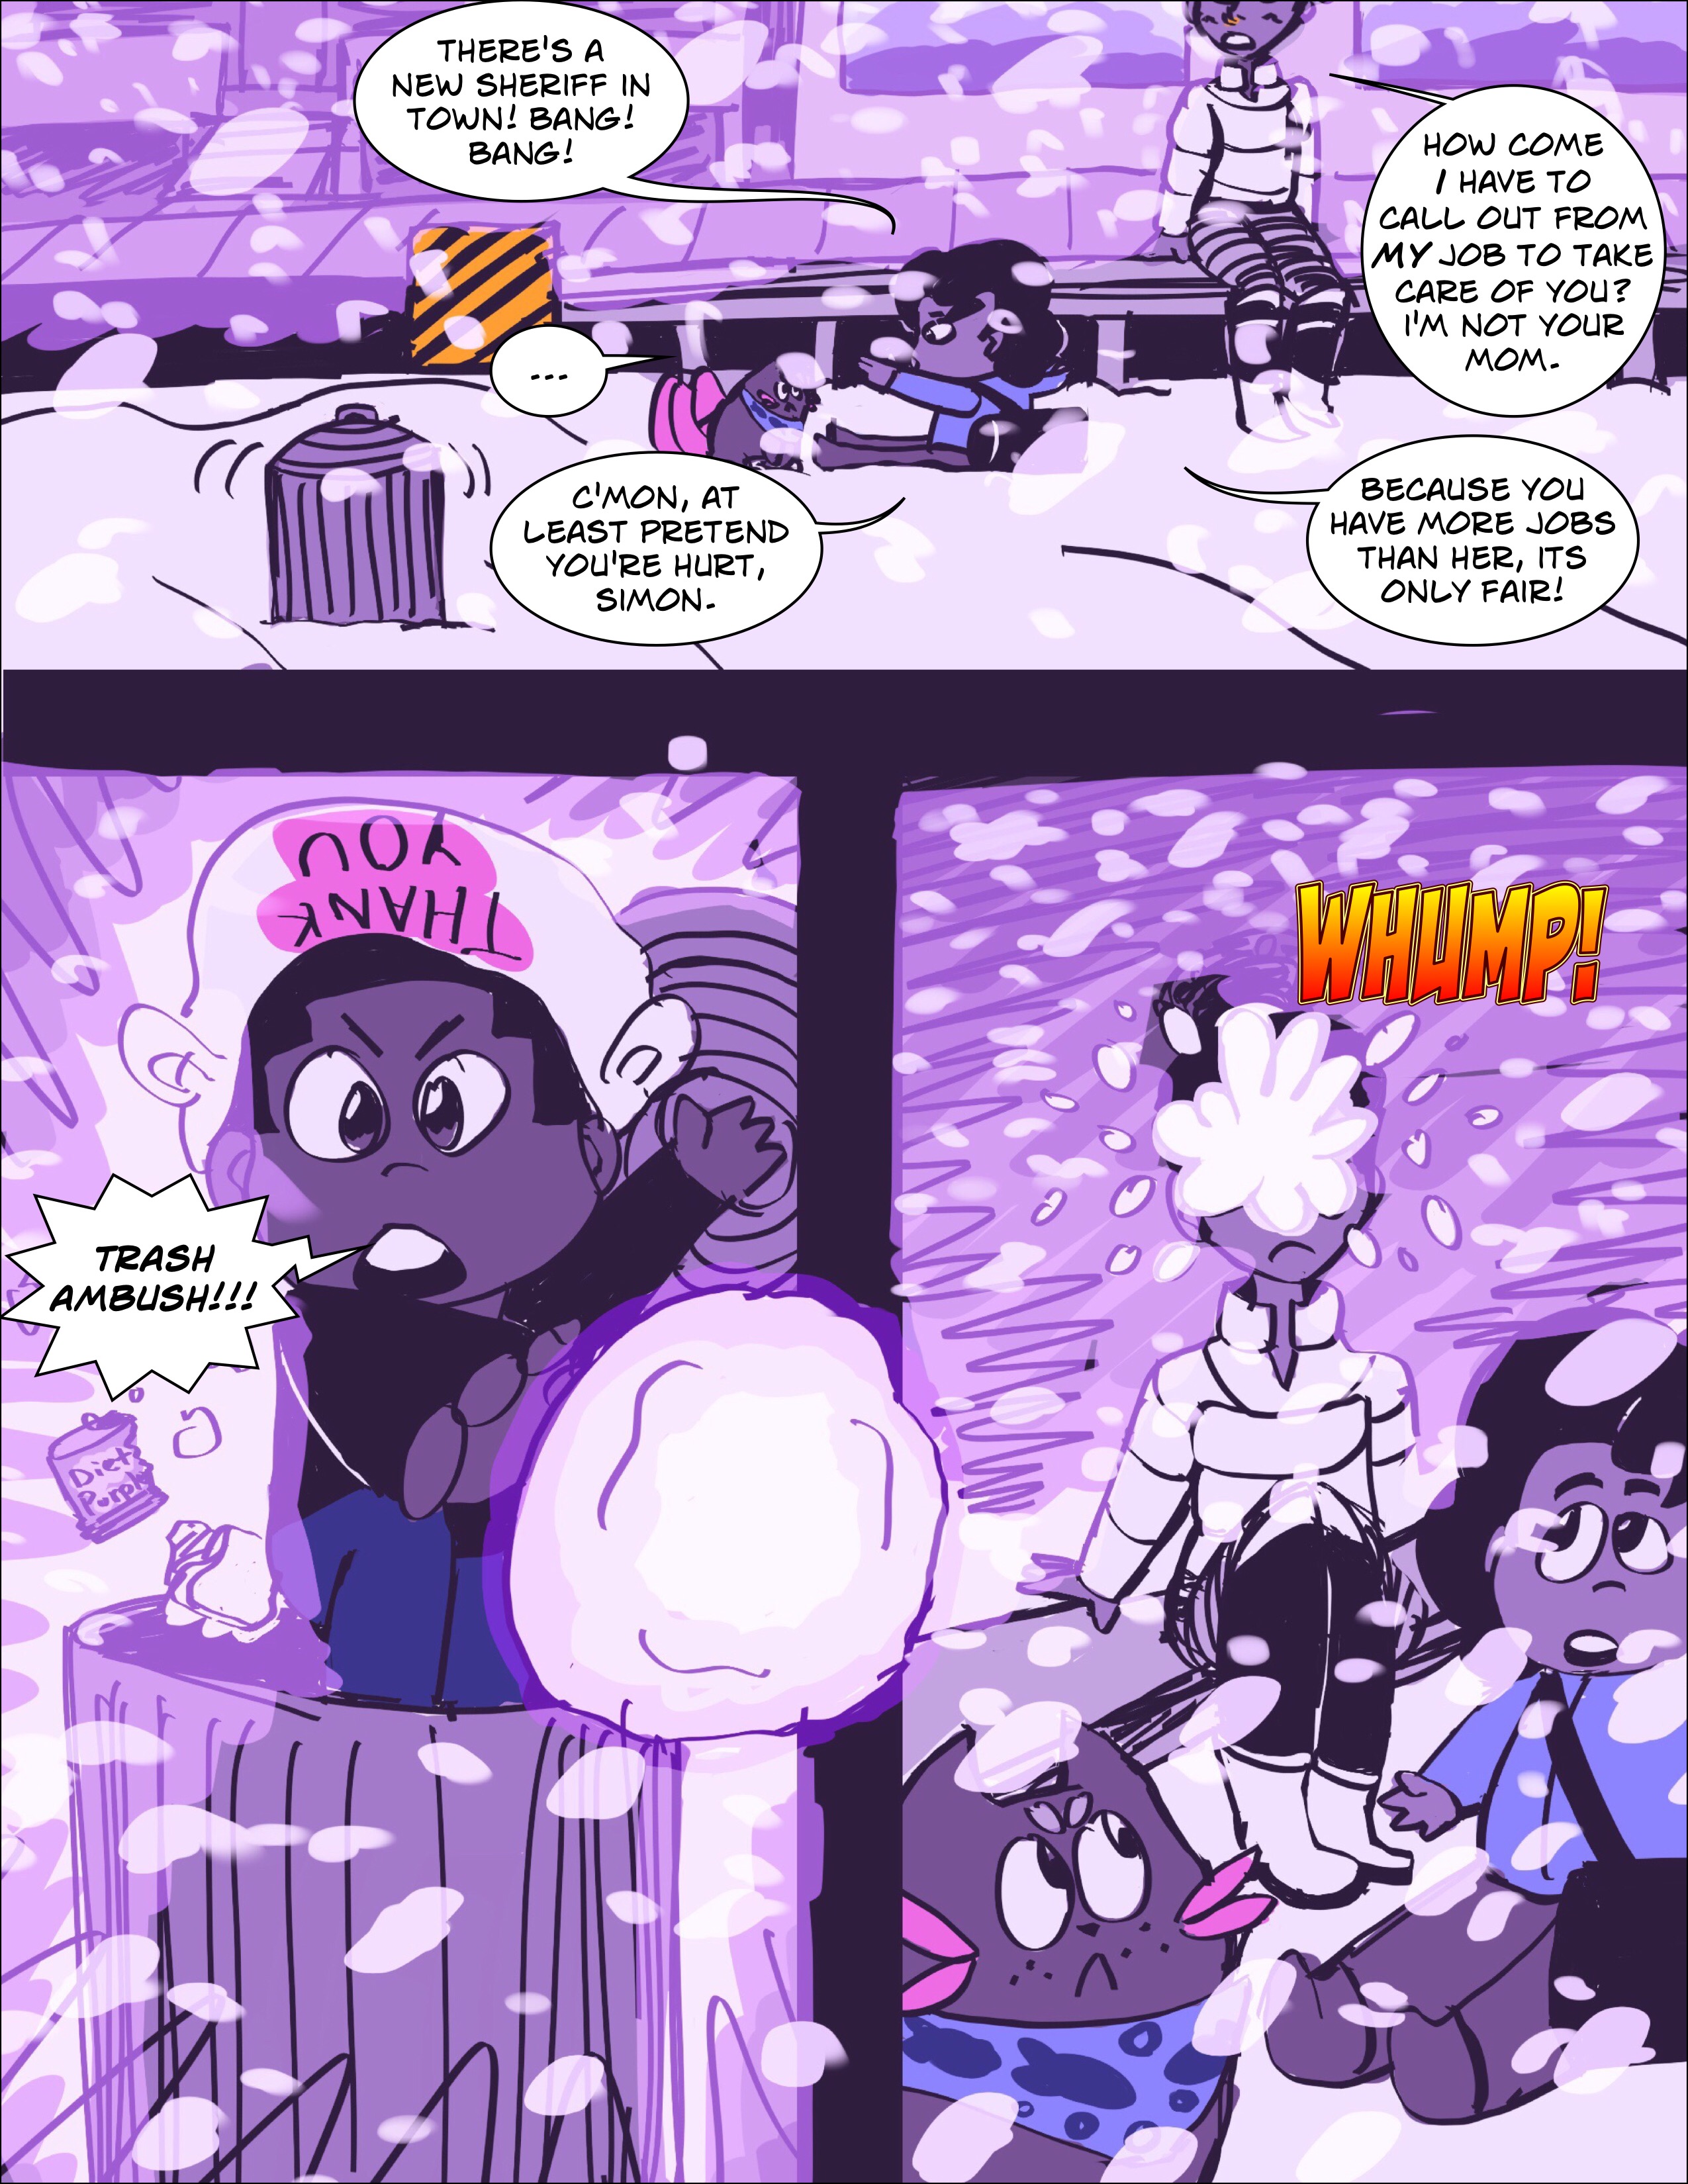 THERE'S A
NEW SHERIFF IN
TOWN! BANG!
BANG!
HOW COME
I HAVE TO
CALL OUT FROM
MY JOB TO TAKE
CARE OF YOU?
I'M NOT YOUR
MOM.
...
C'MON, AT
LEAST PRETEND
YOU'RE HURT,
SIMON.
BECAUSE YOU
HAVE MORE JOBS
THAN HER, ITS
ONLY FAIR!
THANK
YOU
TRASH
AMBUSH!!!
Diet
WHUMP!